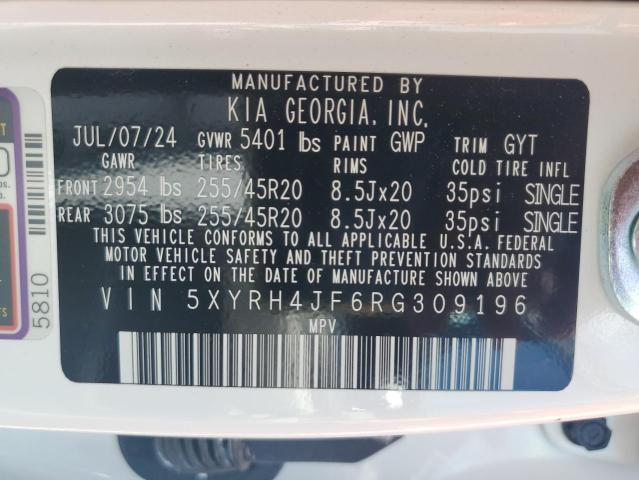 MANUFACTURED BY
KIA GEORGIA, INC.
JUL/07/24 GVWR 5401 lbs PAINT GWP TRIM GYT
GAWR TIRES RIMS COLD TIRE INFL
FRONT 2954 lbs 255/45R20 8.5Jx20 35psi SINGLE
REAR 3075 lbs 255/45R20 8.5Jx20 35psi SINGLE
THIS VEHICLE CONFORMS TO ALL APPLICABLE U.S.A. FEDERAL
MOTOR VEHICLE SAFETY AND THEFT PREVENTION STANDARDS
IN EFFECT ON THE DATE OF MANUFACTURE SHOWN ABOVE.
VIN 5XYRH4JF6RG309196
MPV
5810